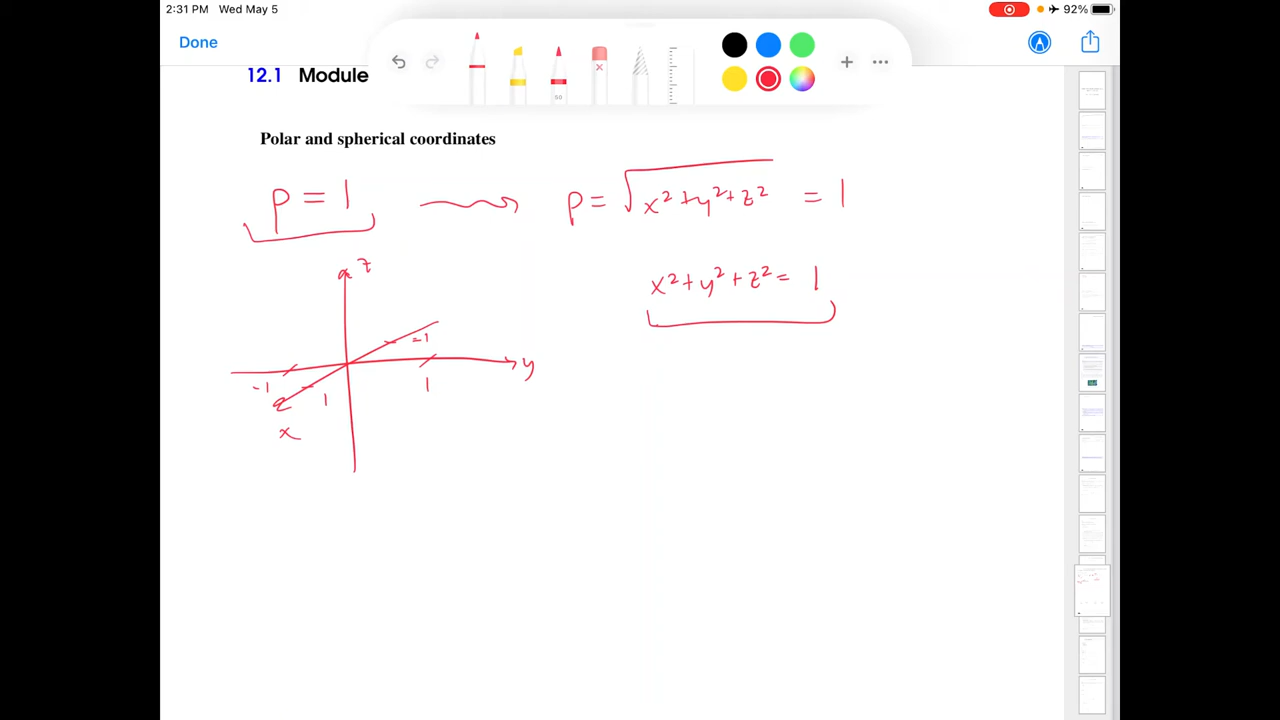 2:31 PM Wed May 5
92%
Done
50
12.1 Module
Polar and spherical coordinates
ρ = 1
ρ = √x²+y²+z² = 1
z
x²+y²+z² = 1
-1
y
-1
1
1
x